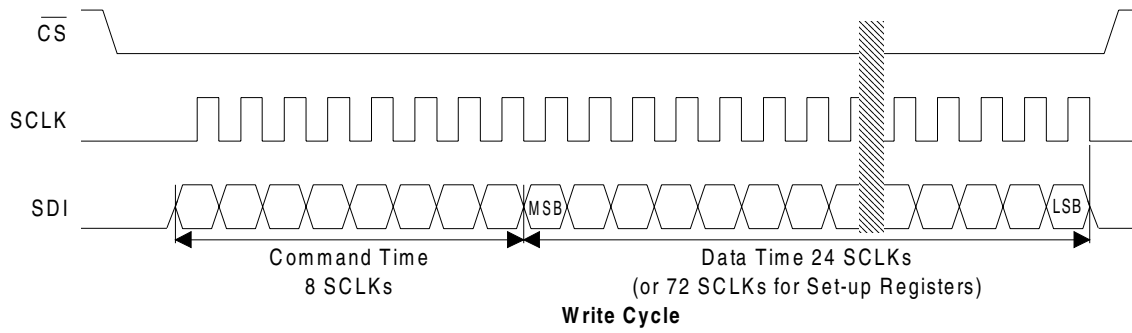 CS
SCLK
SDI
MSB
LSB
Command Time
8 SCLKs
Data Time 24 SCLKs
(or 72 SCLKs for Set-up Registers)
Write Cycle